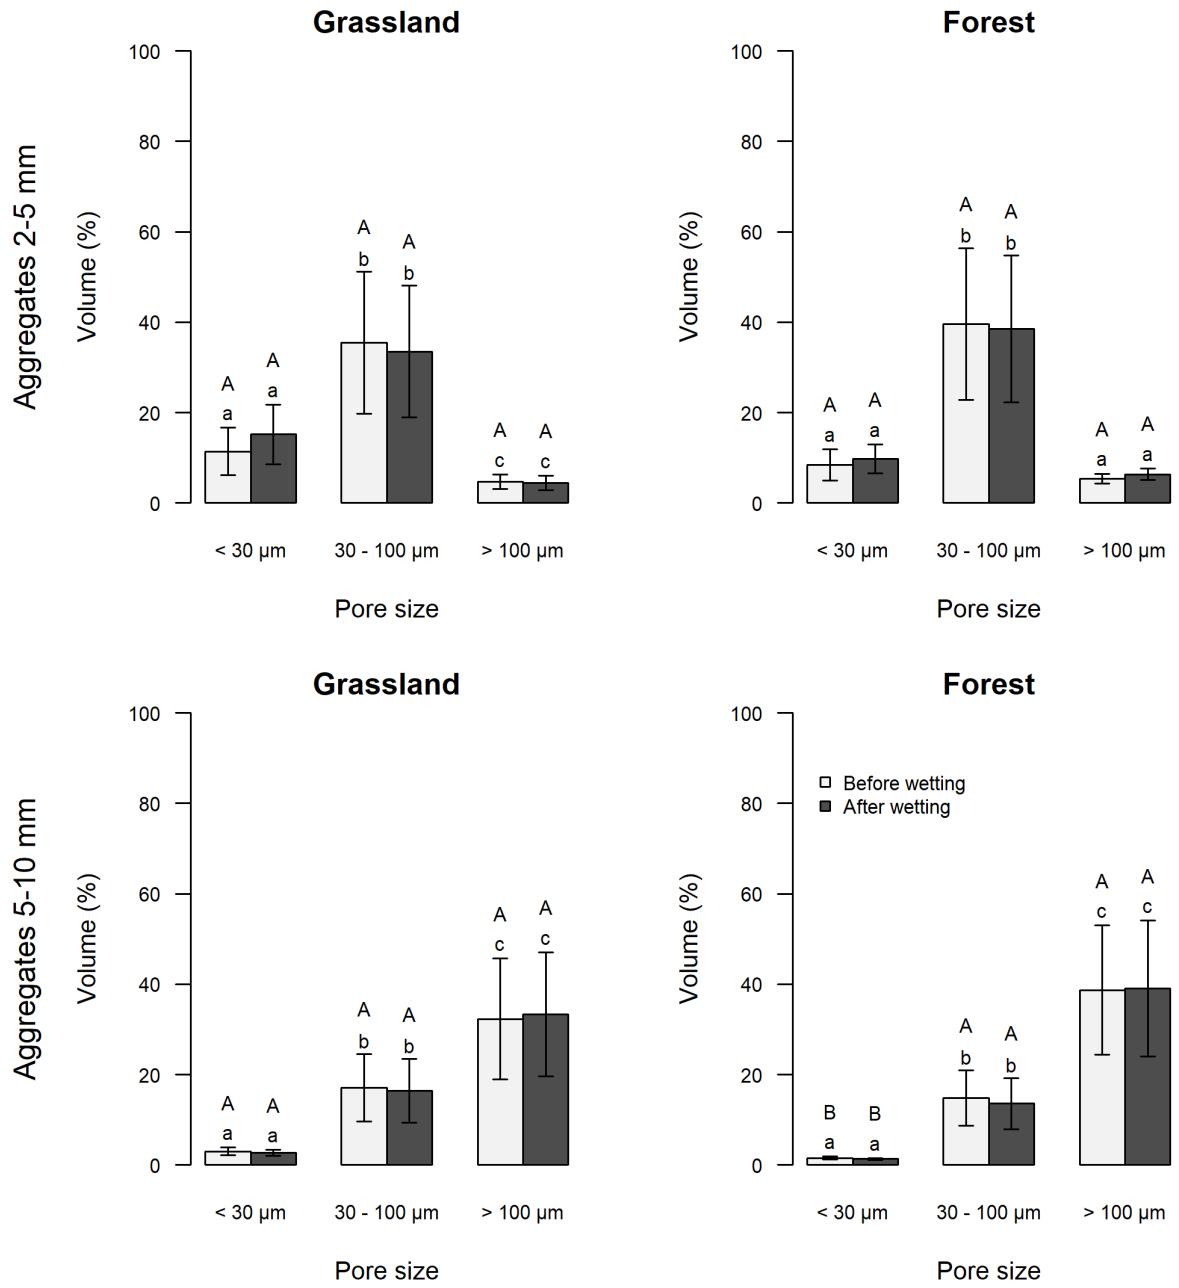 Grassland
Forest
Aggregates 2-5 mm
Volume (%)
100
80
60
40
20
0
A A
b b
A A
a a
A A
c c
< 30 µm 30 - 100 µm > 100 µm
Pore size
Volume (%)
100
80
60
40
20
0
A A
b b
A A
a a
A A
a a
< 30 µm 30 - 100 µm > 100 µm
Pore size
Grassland
Forest
Aggregates 5-10 mm
Volume (%)
100
80
60
40
20
0
A A
c c
A A
b b
A A
a a
< 30 µm 30 - 100 µm > 100 µm
Pore size
Volume (%)
100
80
60
40
20
0
Before wetting
After wetting
A A
c c
A A
b b
B B
a a
< 30 µm 30 - 100 µm > 100 µm
Pore size